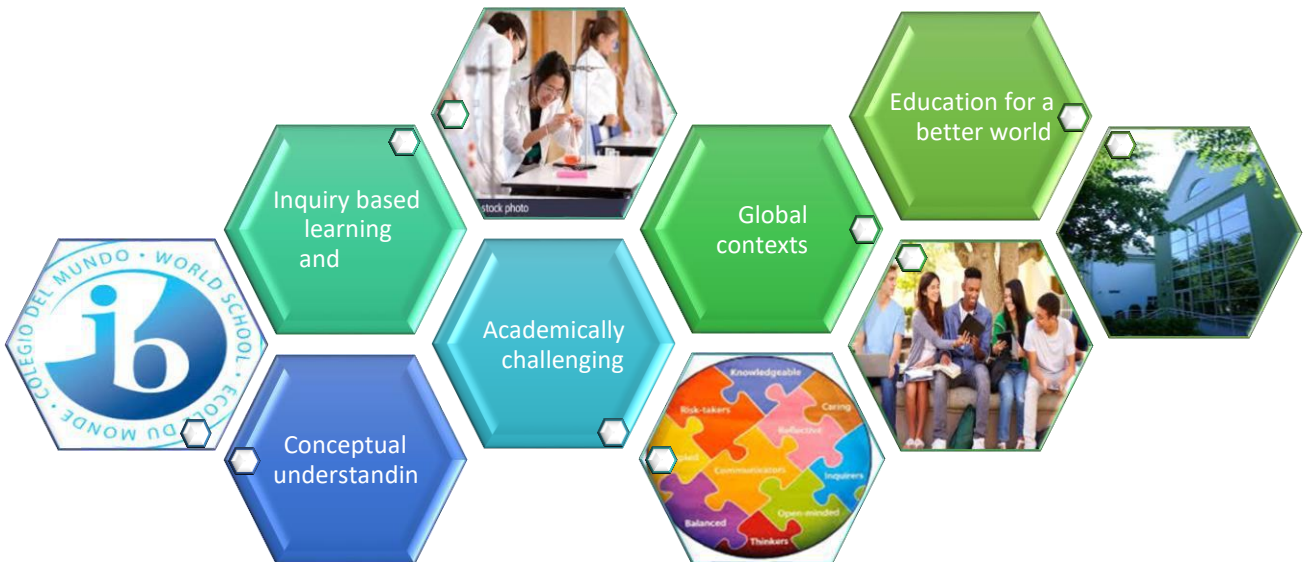 COLEGIO DEL MUNDO • WORLD SCHOOL • ECOLE DU MONDE •
ib
Inquiry based
learning
and
Conceptual
understandin
stock photo
Academically
challenging
Global
contexts
Knowledgeable
Risk-takers
Caring
Reflective
Communicators
Inquirers
Open-minded
Balanced
Thinkers
Education for a
better world